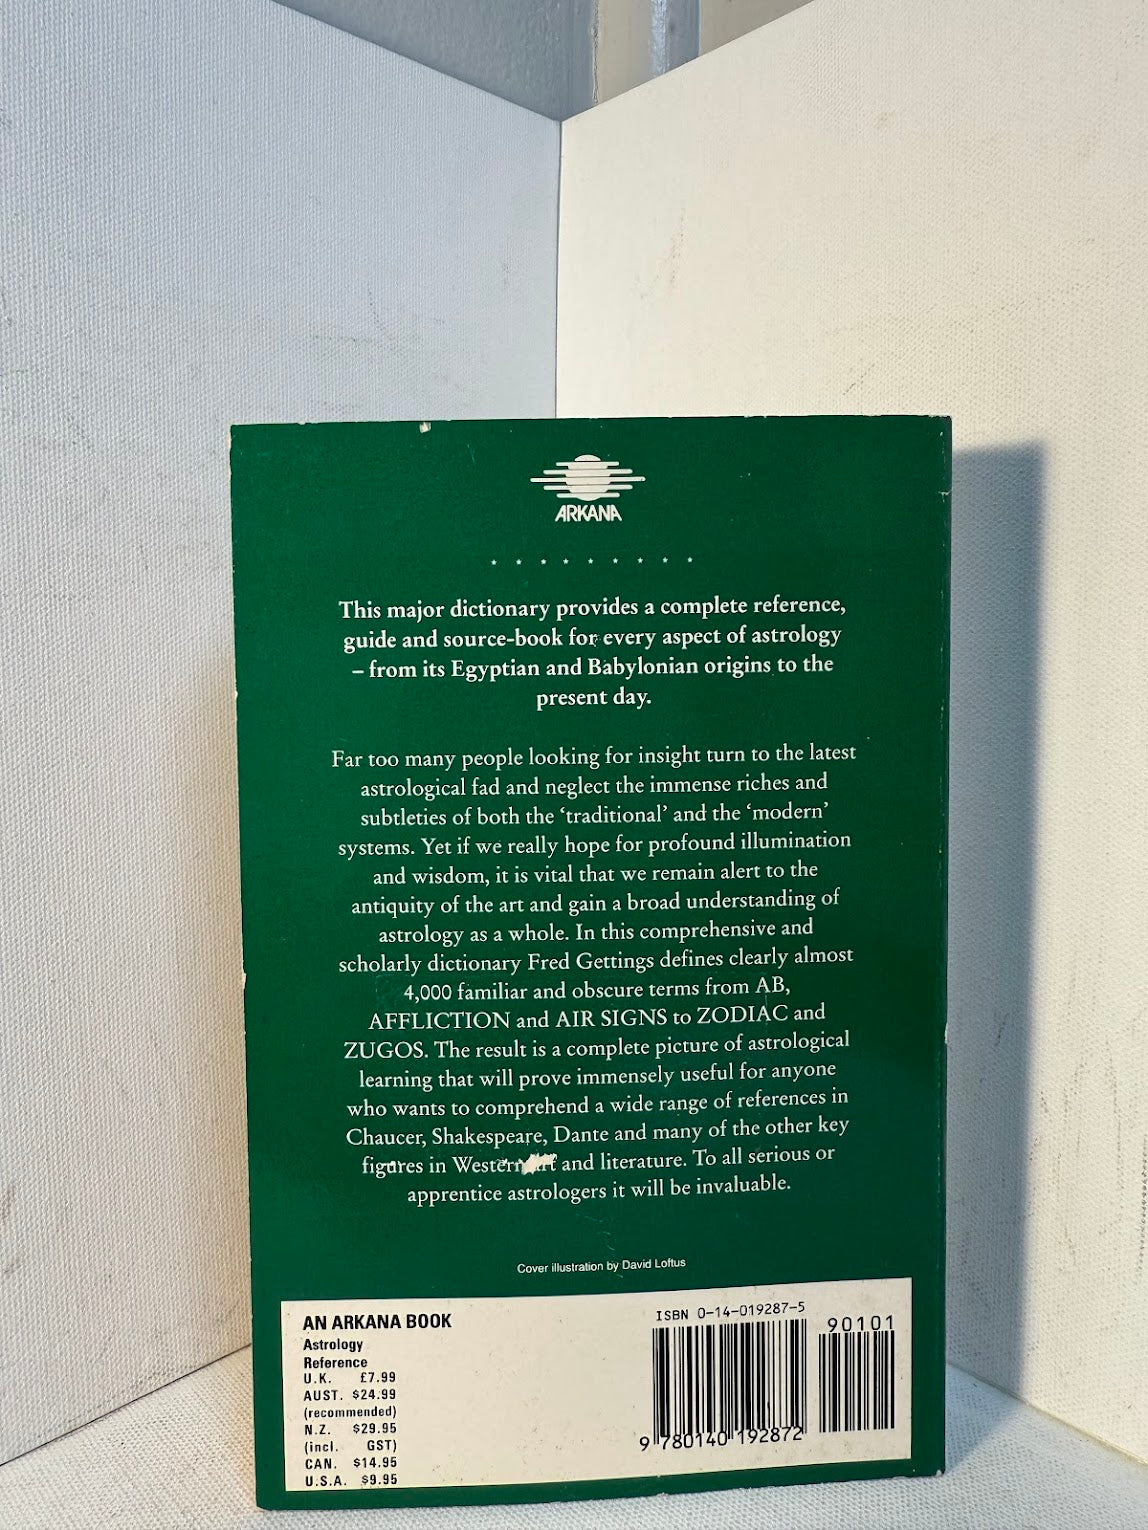 ARKANA
This major dictionary provides a complete reference,
guide and source-book for every aspect of astrology
– from its Egyptian and Babylonian origins to the
present day.
Far too many people looking for insight turn to the latest
astrological fad and neglect the immense riches and
subtleties of both the ‘traditional’ and the ‘modern’
systems. Yet if we really hope for profound illumination
and wisdom, it is vital that we remain alert to the
antiquity of the art and gain a broad understanding of
astrology as a whole. In this comprehensive and
scholarly dictionary Fred Gettings defines clearly almost
4,000 familiar and obscure terms from AB,
AFFLICTION and AIR SIGNS to ZODIAC and
ZUGOS. The result is a complete picture of astrological
learning that will prove immensely useful for anyone
who wants to comprehend a wide range of references in
Chaucer, Shakespeare, Dante and many of the other key
figures in Western art and literature. To all serious or
apprentice astrologers it will be invaluable.
Cover illustration by David Loftus
AN ARKANA BOOK
Astrology
Reference
U.K. £7.99
AUST. $24.99
(recommended)
N.Z. $29.95
(incl. GST)
CAN. $14.95
U.S.A. $9.95
ISBN 0-14-019287-5
90101
9 780140 192872